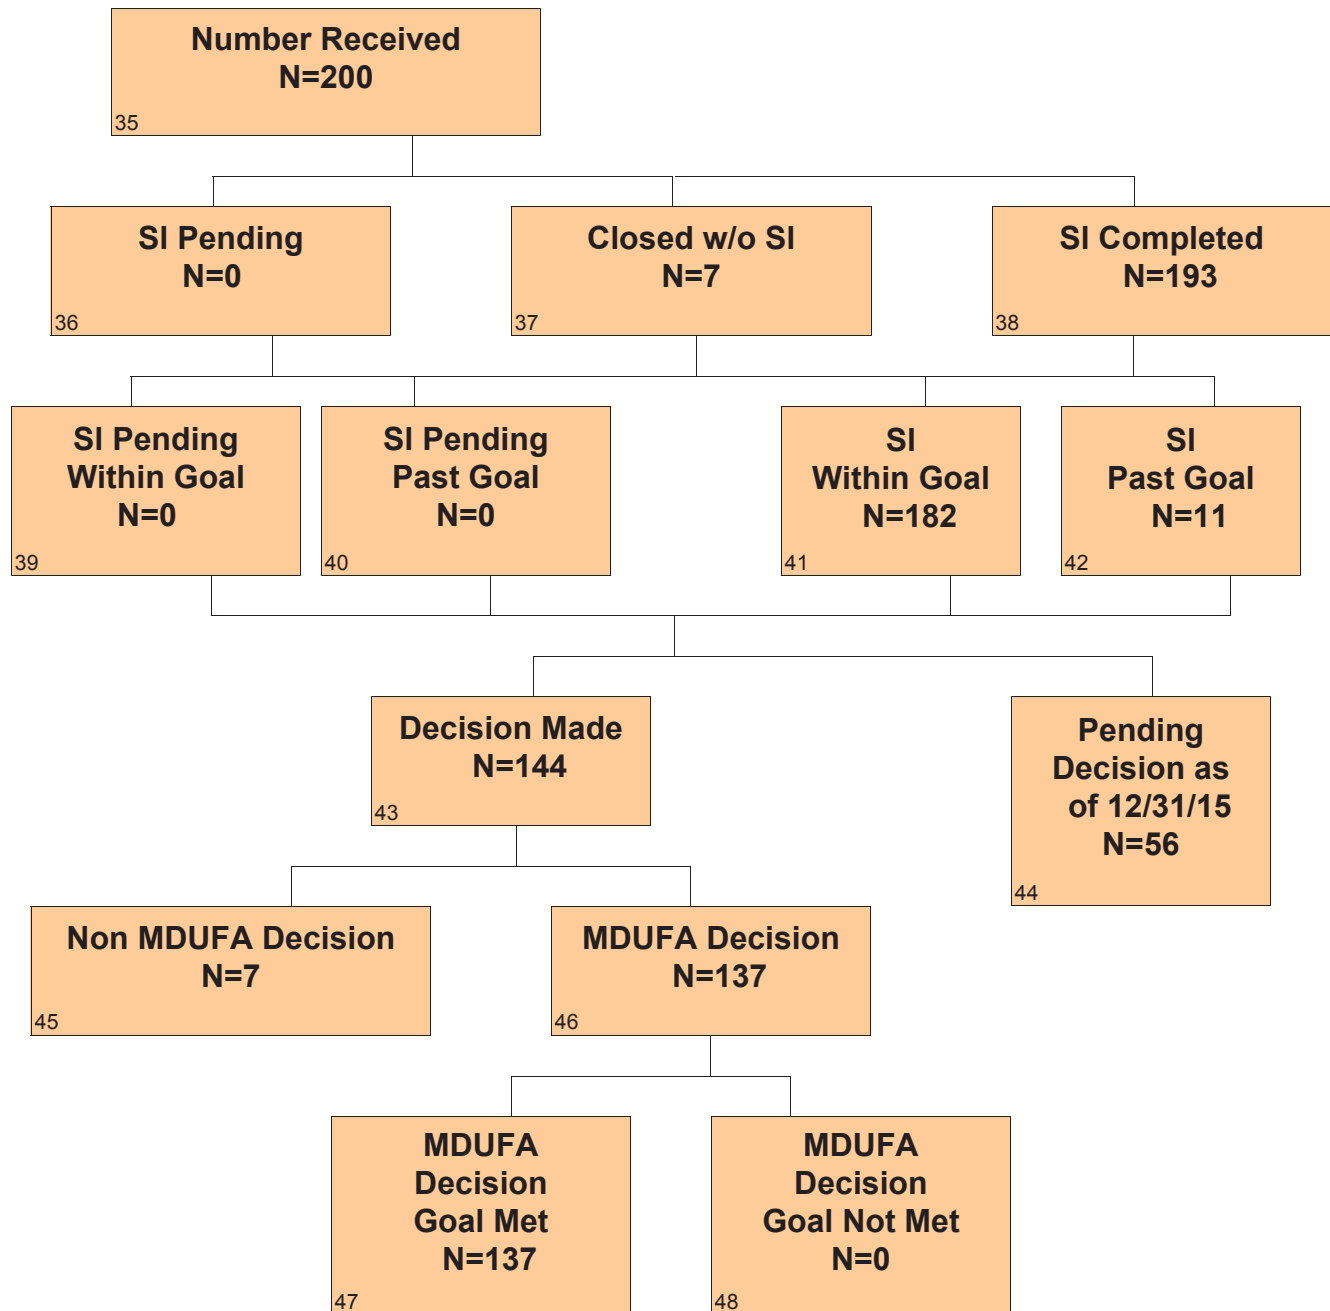 Number Received
N=200
35
SI Pending
N=0
36
Closed w/o SI
N=7
37
SI Completed
N=193
38
SI Pending
Within Goal
N=0
39
SI Pending
Past Goal
N=0
40
SI
Within Goal
N=182
41
SI
Past Goal
N=11
42
Decision Made
N=144
43
Pending
Decision as
of 12/31/15
N=56
44
Non MDUFA Decision
N=7
45
MDUFA Decision
N=137
46
MDUFA
Decision
Goal Met
N=137
47
MDUFA
Decision
Goal Not Met
N=0
48